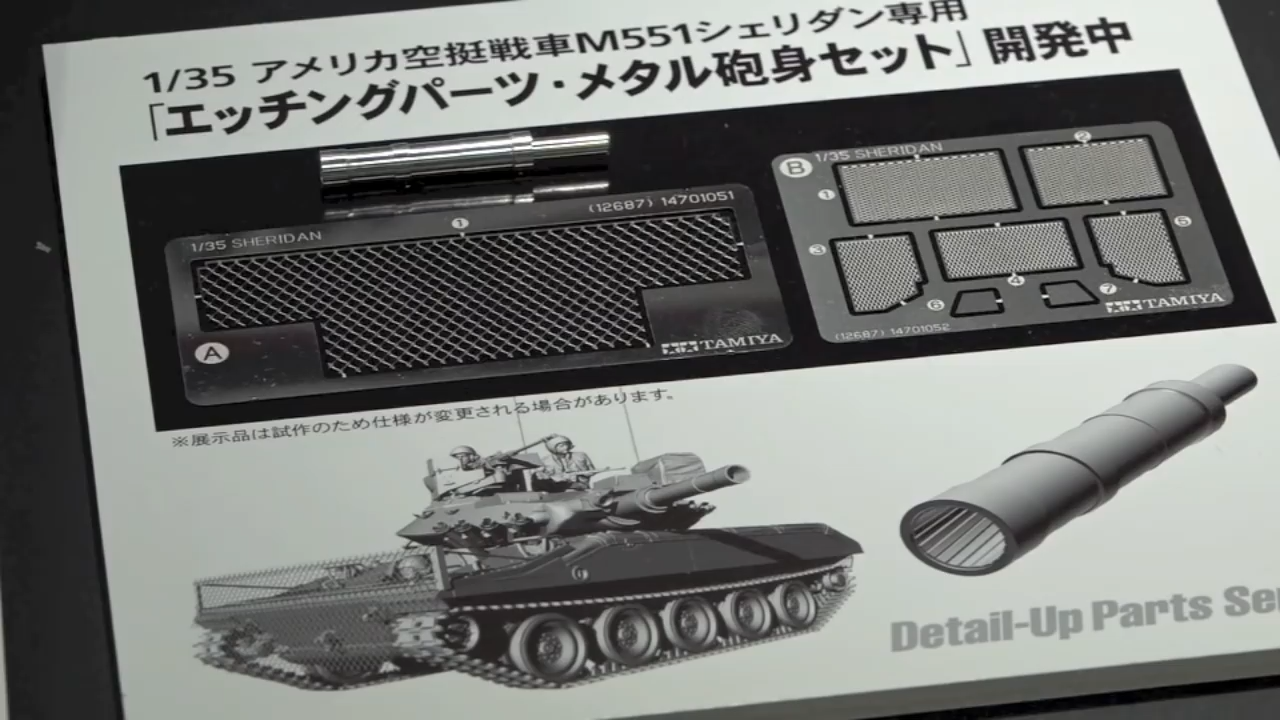 1/35 アメリカ空挺戦車M551シェリダン専用
「エッチングパーツ・メタル砲身セット」開発中
1/35 SHERIDAN
①
(12687) 14701051
A
TAMIYA
B
1/35 SHERIDAN
①
②
③
④
⑤
⑥
⑦
TAMIYA
(12687) 14701052
※展示品は試作のため仕様が変更される場合があります。
Detail-Up Parts Se